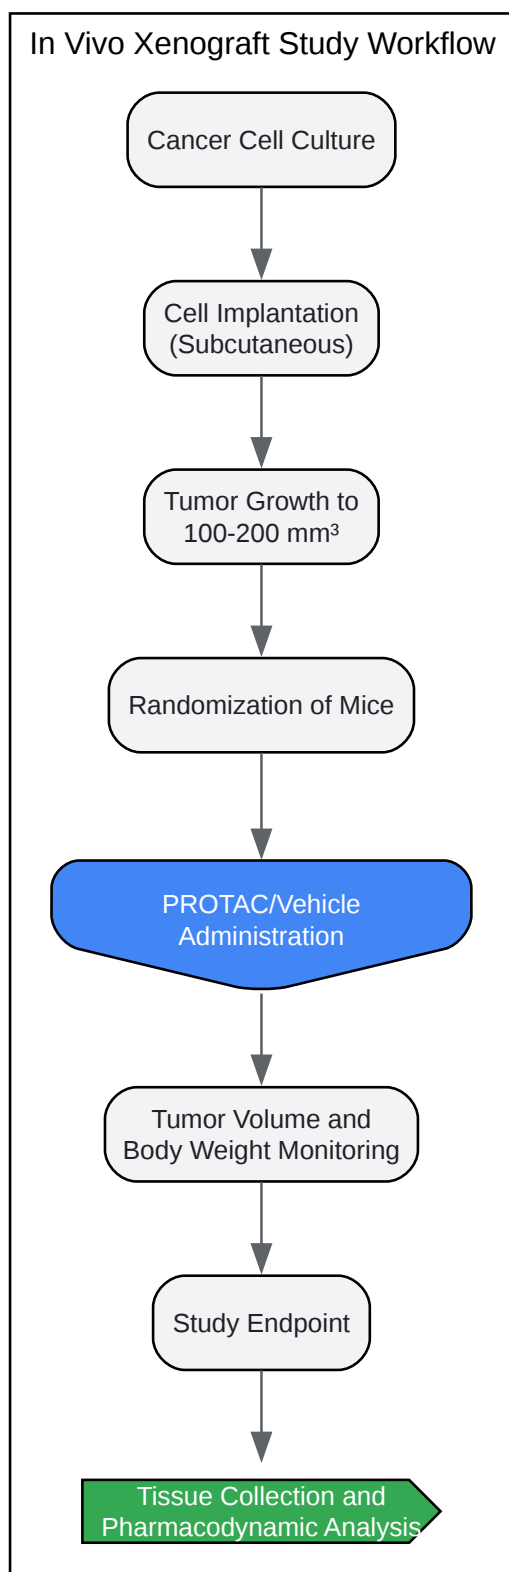 In Vivo Xenograft Study Workflow
Cancer Cell Culture
Cell Implantation
(Subcutaneous)
Tumor Growth to
100-200 mm³
Randomization of Mice
PROTAC/Vehicle
Administration
Tumor Volume and
Body Weight Monitoring
Study Endpoint
Tissue Collection and
Pharmacodynamic Analysis